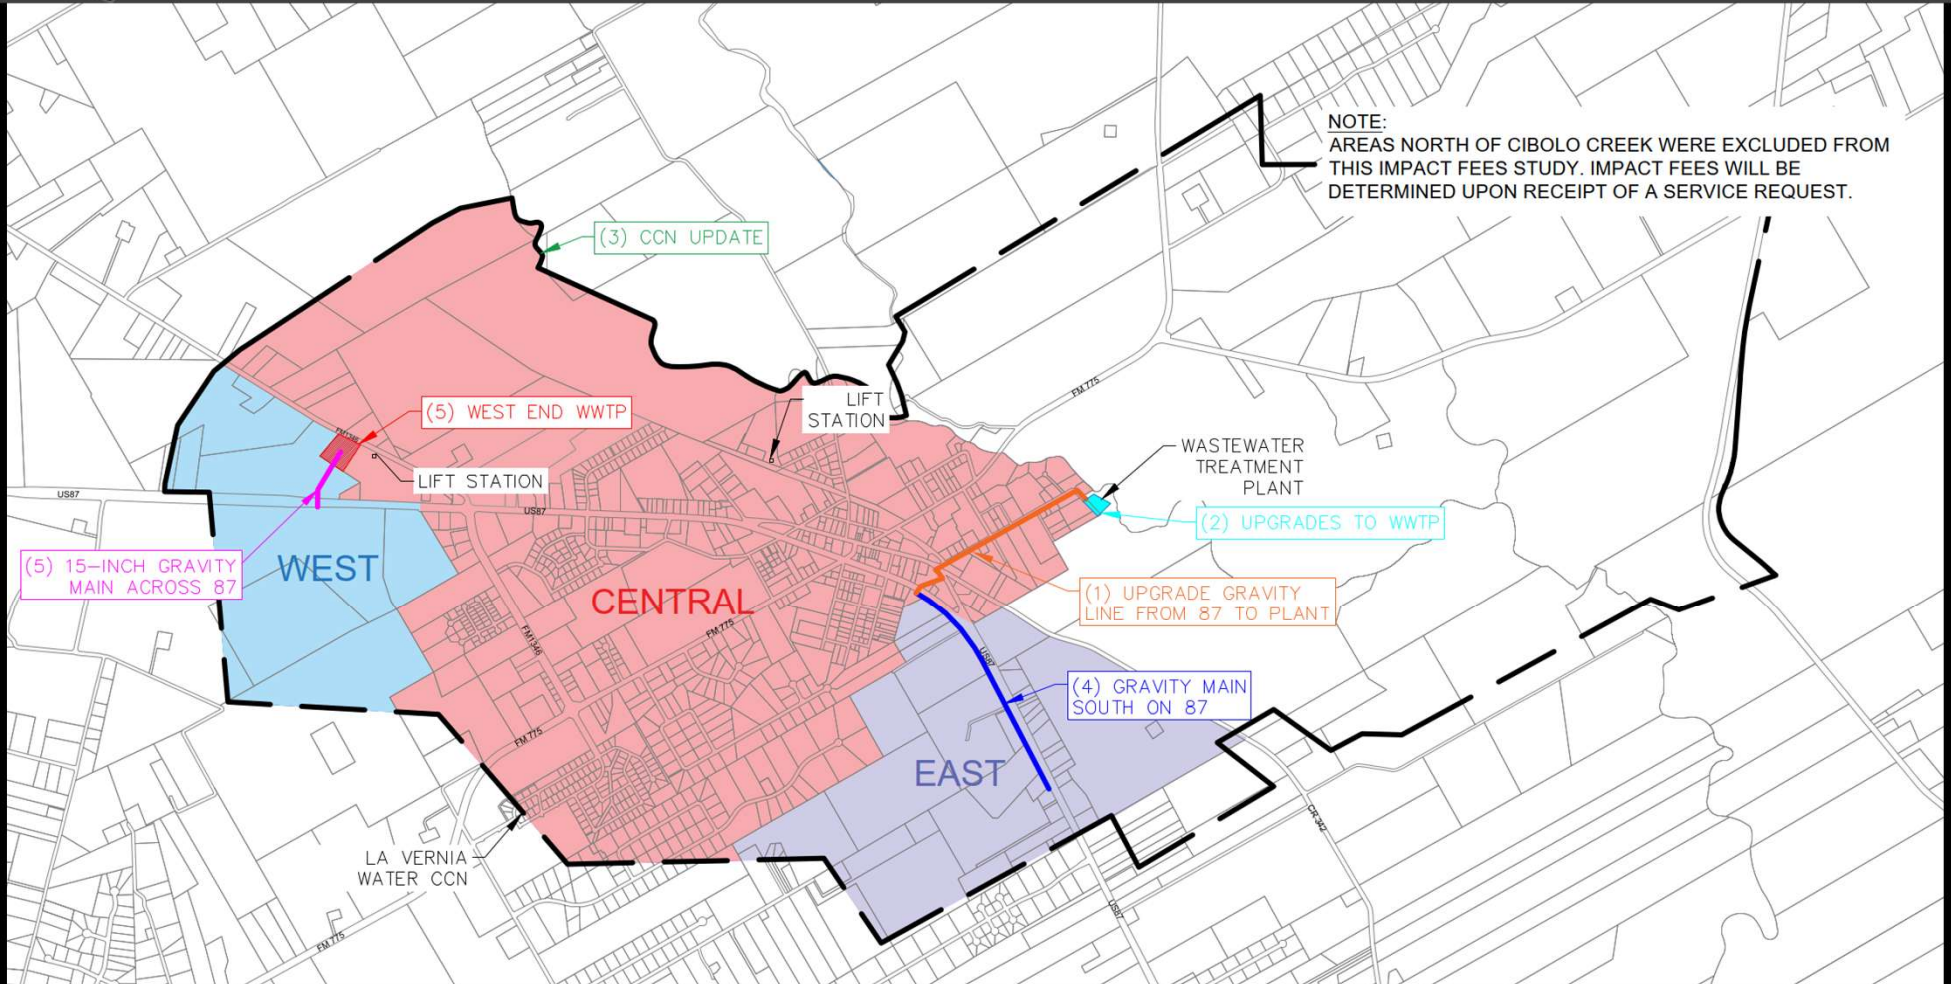 NOTE:
AREAS NORTH OF CIBOLO CREEK WERE EXCLUDED FROM
THIS IMPACT FEES STUDY. IMPACT FEES WILL BE
DETERMINED UPON RECEIPT OF A SERVICE REQUEST.
(3) CCN UPDATE
FM 775
LIFT
STATION
(5) WEST END WWTP
FM1346
WASTEWATER
TREATMENT
PLANT
LIFT STATION
US87
US87
(2) UPGRADES TO WWTP
(5) 15-INCH GRAVITY
MAIN ACROSS 87
WEST
CENTRAL
(1) UPGRADE GRAVITY
LINE FROM 87 TO PLANT
FM1346
FM 775
US87
(4) GRAVITY MAIN
SOUTH ON 87
FM 775
EAST
CR 342
LA VERNIA
WATER CCN
US87
FM 775